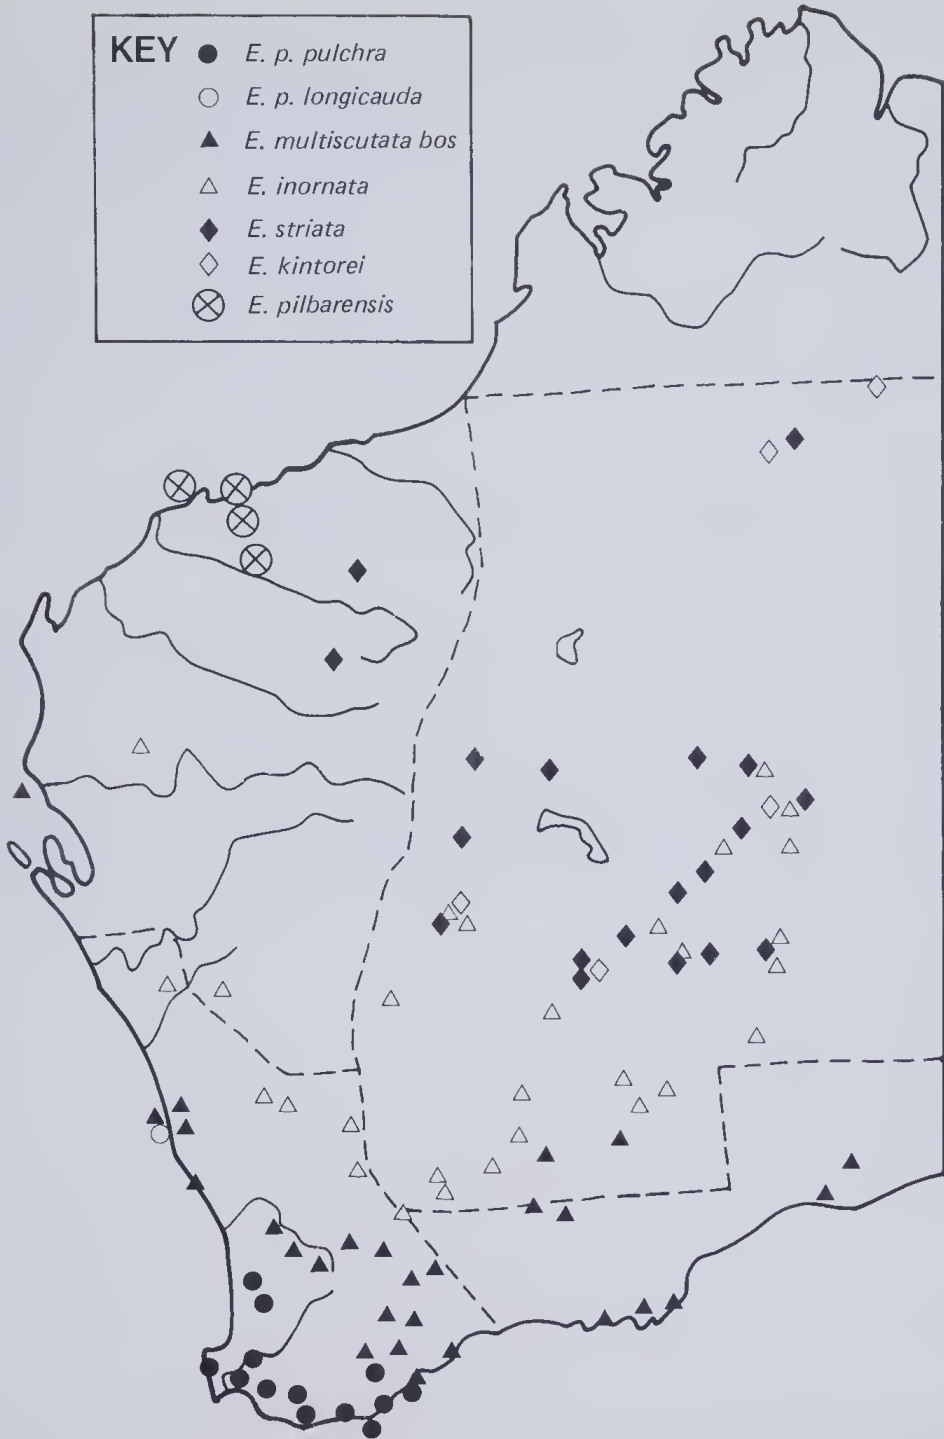 KEY
E. p. pulchra
E. p. longicauda
E. multiscutata bos
E. inornata
E. striata
E. kintorei
E. pilbarensis